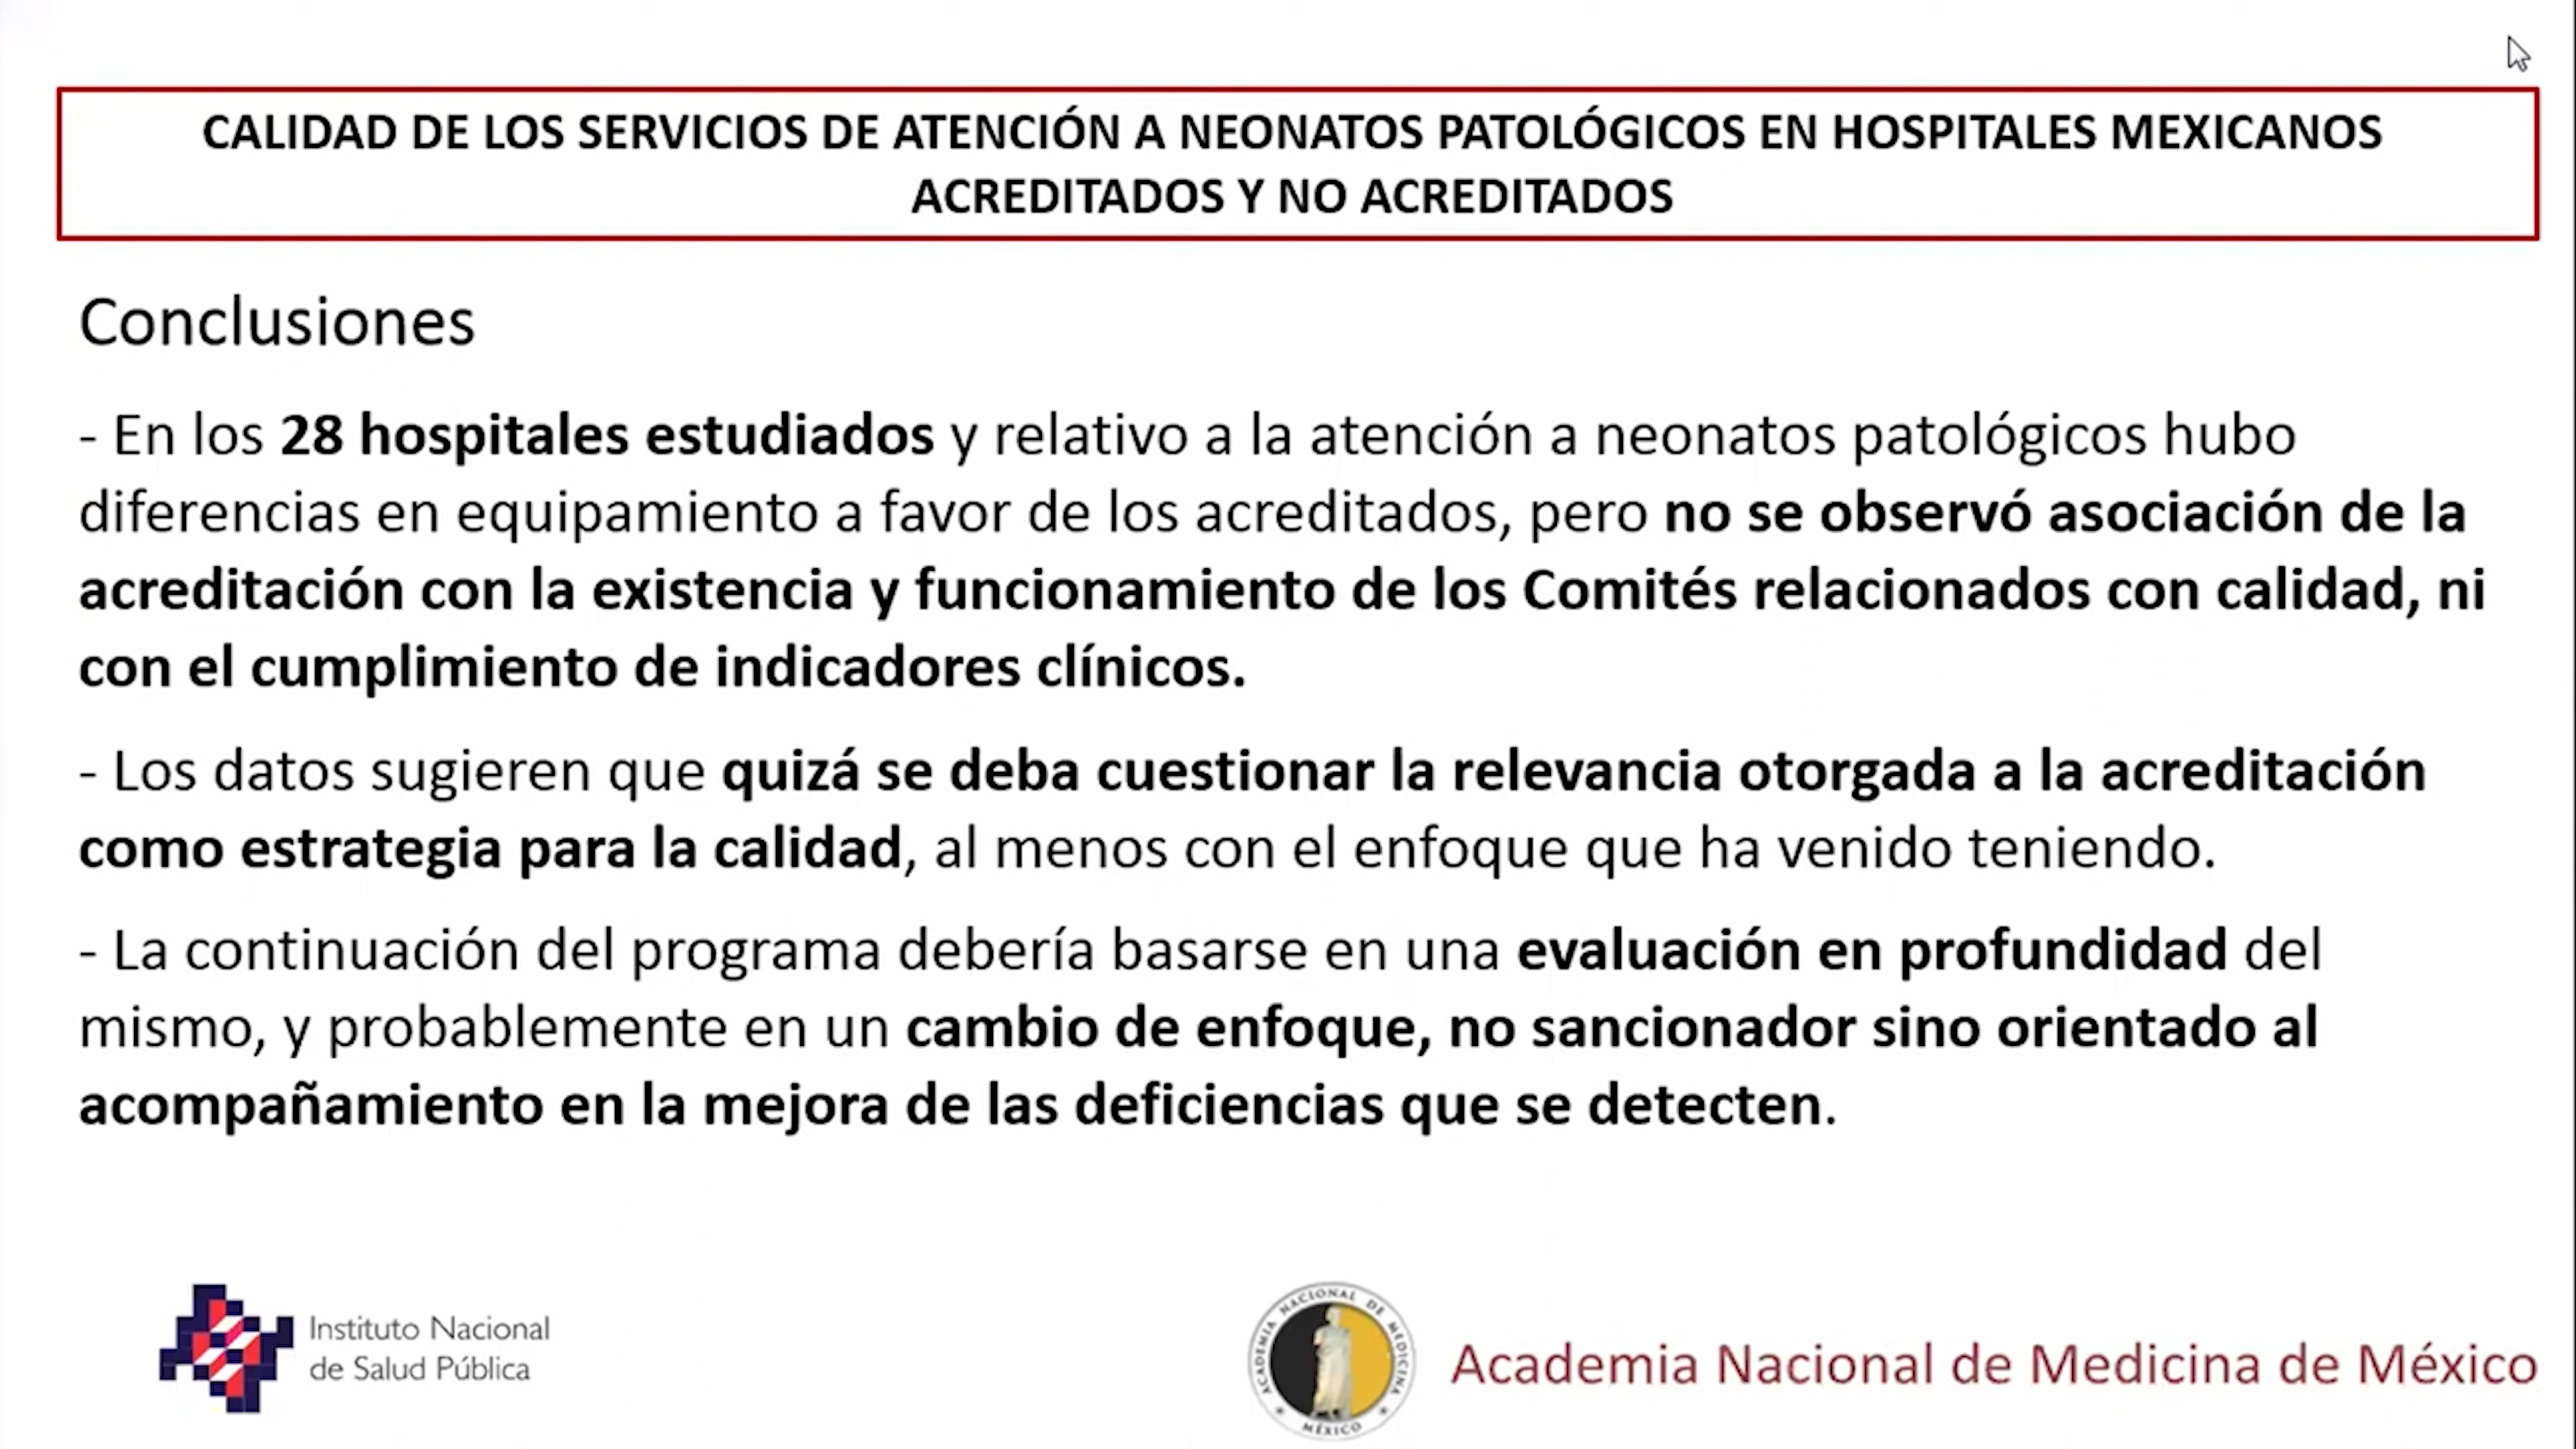 CALIDAD DE LOS SERVICIOS DE ATENCIÓN A NEONATOS PATOLÓGICOS EN HOSPITALES MEXICANOS
ACREDITADOS Y NO ACREDITADOS
Conclusiones
- En los 28 hospitales estudiados y relativo a la atención a neonatos patológicos hubo
diferencias en equipamiento a favor de los acreditados, pero no se observó asociación de la
acreditación con la existencia y funcionamiento de los Comités relacionados con calidad, ni
con el cumplimiento de indicadores clínicos.
- Los datos sugieren que quizá se deba cuestionar la relevancia otorgada a la acreditación
como estrategia para la calidad, al menos con el enfoque que ha venido teniendo.
- La continuación del programa debería basarse en una evaluación en profundidad del
mismo, y probablemente en un cambio de enfoque, no sancionador sino orientado al
acompañamiento en la mejora de las deficiencias que se detecten.
Instituto Nacional
de Salud Pública
ACADEMIA NACIONAL DE MEDICINA
MÉXICO
Academia Nacional de Medicina de México